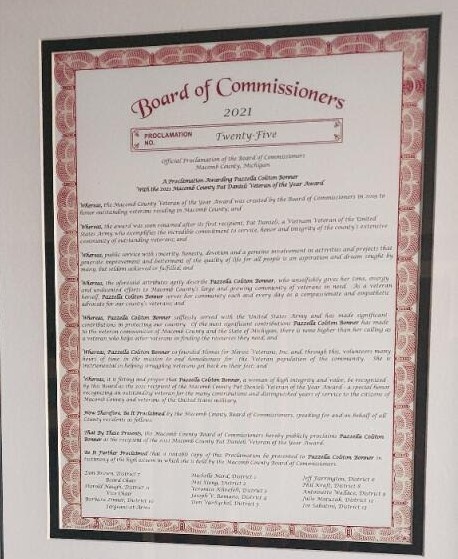 Board of Commissioners
2021
PROCLAMATION Twenty-Five
NO.
Official Proclamation of the Board of Commissioners
Macomb County, Michigan
A Proclamation Awarding Pazzella Colston Bonner
With the 2021 Macomb County Pat Daniels Veteran of the Year Award
Whereas, the Macomb County Veteran of the Year Award was created by the Board of Commissioners in 2019 to
honor outstanding veterans residing in Macomb County; and
Whereas, the award was soon renamed after its first recipient, Pat Daniels, a Vietnam Veteran of the United
States Army who exemplifies the incredible commitment to service, honor and integrity of the county's extensive
community of outstanding veterans; and
Whereas, public service with sincerity, honesty, devotion and a genuine involvement in activities and projects that
generate improvement and betterment of the quality of life for all people is an aspiration and dream sought by
many, but seldom achieved or fulfilled; and
Whereas, the aforesaid attributes aptly describe Pazzella Colston Bonner, who unselfishly gives her time, energy
and undaunted efforts to Macomb County's large and growing community of veterans in need. As a veteran
herself, Pazzella Colston Bonner serves her community each and every day as a compassionate and empathetic
advocate for our county's veterans; and
Whereas, Pazzella Colston Bonner selflessly served with the United States Army and has made significant
contributions in protecting our country. Of the most significant contributions Pazzella Colston Bonner has made
to the veteran communities of Macomb County and the State of Michigan, there is none higher than her calling as
a veteran who helps other veterans in finding the resources they need; and
Whereas, Pazzella Colston Bonner co-founded Homes for Heroic Veterans, Inc. and through this, volunteers many
hours of time in the mission to end homelessness for the Veteran population of the community. She is
instrumental in helping struggling veterans get back on their feet; and
Whereas, it is fitting and proper that Pazzella Colston Bonner, a woman of high integrity and valor, be recognized
by this Board as the 2021 recipient of the Macomb County Pat Daniels Veteran of the Year Award - a special honor
recognizing an outstanding veteran for the many contributions and distinguished years of service to the citizens of
Macomb County and veterans of the United States military.
Now Therefore, Be It Proclaimed by the Macomb County Board of Commissioners, speaking for and on behalf of all
County residents as follows:
That By These Presents, the Macomb County Board of Commissioners hereby publicly proclaims Pazzella Colston
Bonner as the recipient of the 2021 Macomb County Pat Daniels Veteran of the Year Award.
Be It Further Proclaimed that a suitable copy of this Proclamation be presented to Pazzella Colston Bonner in
testimony of the high esteem in which she is held by the Macomb County Board of Commissioners.
Don Brown, District 7
Board Chair
Harold Haugh, District 11
Vice Chair
Barbara Zinner, District 12
Sergeant-at-Arms
Michelle Nard, District 1
Mai Xiong, District 2
Veronica Klinefelt, District 3
Joseph V. Romano, District 4
Don VanSyckel, District 5
Jeff Farrington, District 6
Phil Kraft, District 8
Antoinette Wallace, District 9
Julie Matuzak, District 10
Joe Sabatini, District 13